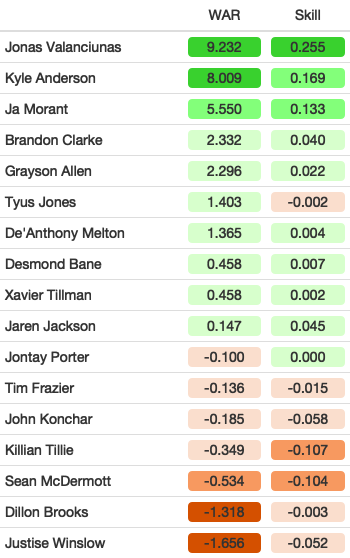 WAR Skill
Jonas Valanciunas 9.232 0.255
Kyle Anderson 8.009 0.169
Ja Morant 5.550 0.133
Brandon Clarke 2.332 0.040
Grayson Allen 2.296 0.022
Tyus Jones 1.403 -0.002
De'Anthony Melton 1.365 0.004
Desmond Bane 0.458 0.007
Xavier Tillman 0.458 0.002
Jaren Jackson 0.147 0.045
Jontay Porter -0.100 0.000
Tim Frazier -0.136 -0.015
John Konchar -0.185 -0.058
Killian Tillie -0.349 -0.107
Sean McDermott -0.534 -0.104
Dillon Brooks -1.318 -0.003
Justise Winslow -1.656 -0.052